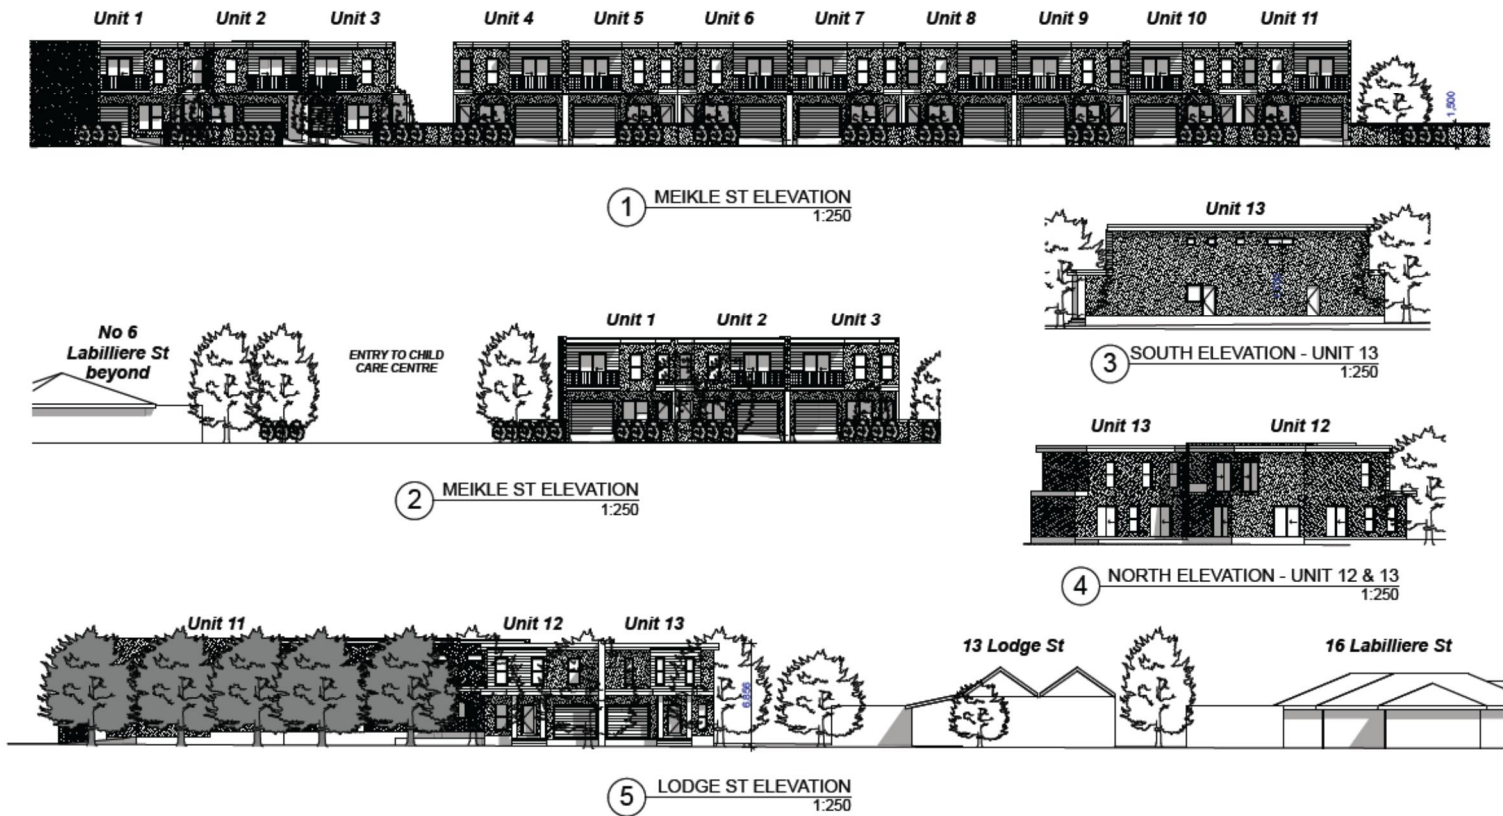 Unit 1 Unit 2 Unit 3 Unit 4 Unit 5 Unit 6 Unit 7 Unit 8 Unit 9 Unit 10 Unit 11
1,500
1 MEIKLE ST ELEVATION
1:250
Unit 13
3 SOUTH ELEVATION - UNIT 13
1:250
No 6
Labilliere St
beyond
ENTRY TO CHILD
CARE CENTRE
Unit 1 Unit 2 Unit 3
2 MEIKLE ST ELEVATION
1:250
Unit 13 Unit 12
4 NORTH ELEVATION - UNIT 12 & 13
1:250
Unit 11 Unit 12 Unit 13 13 Lodge St 16 Labilliere St
6,856
5 LODGE ST ELEVATION
1:250